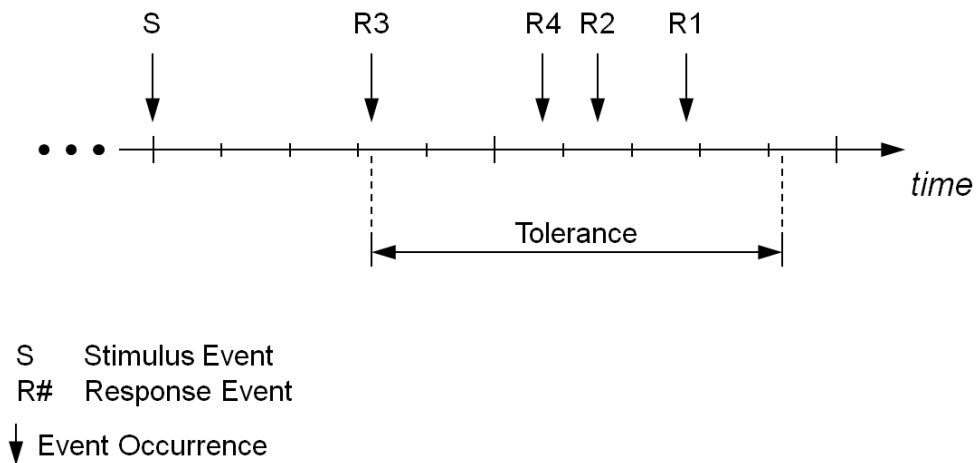 S R3 R4 R2 R1
time
Tolerance
S Stimulus Event
R# Response Event
Event Occurrence